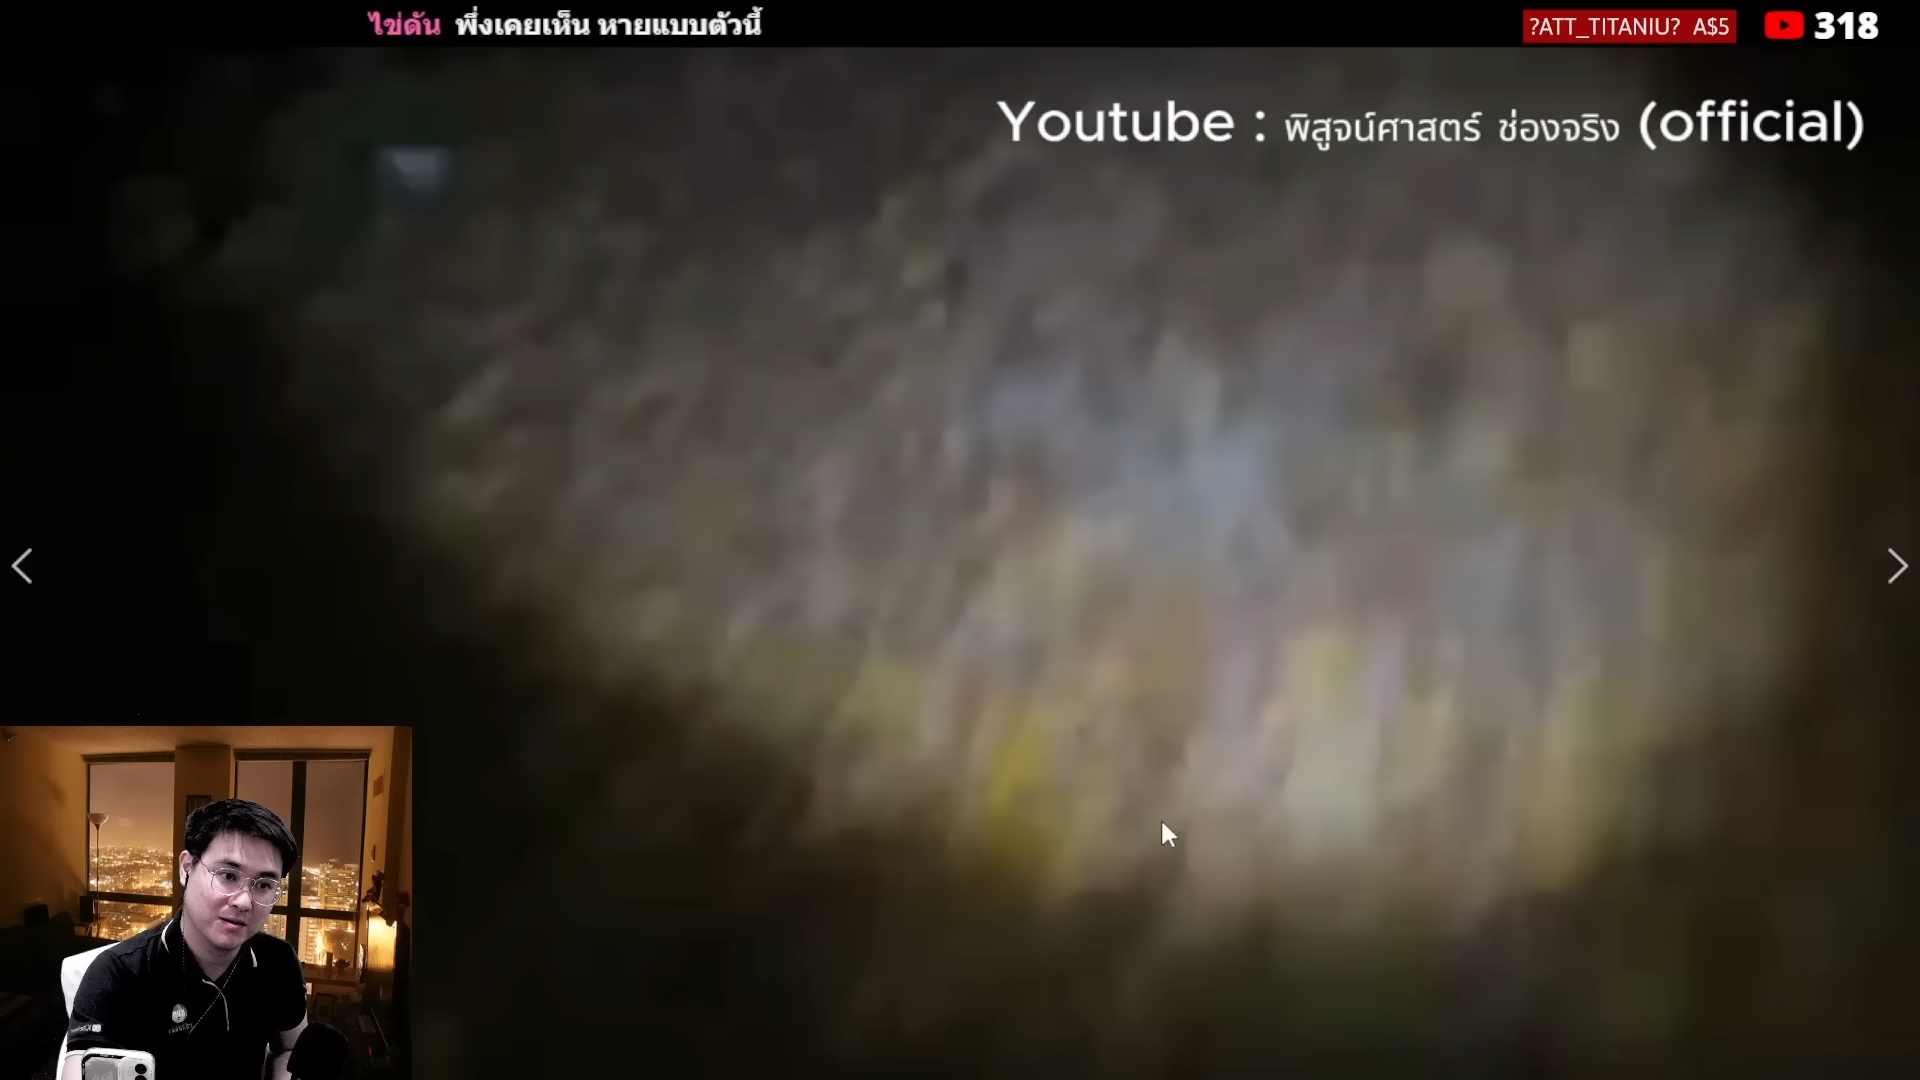 ไข่ดัน พึ่งเคยเห็น หายแบบตัวนี้
?ATT_TITANIU? A$5
318
Youtube : พิสูจน์ศาสตร์ ช่องจริง (official)